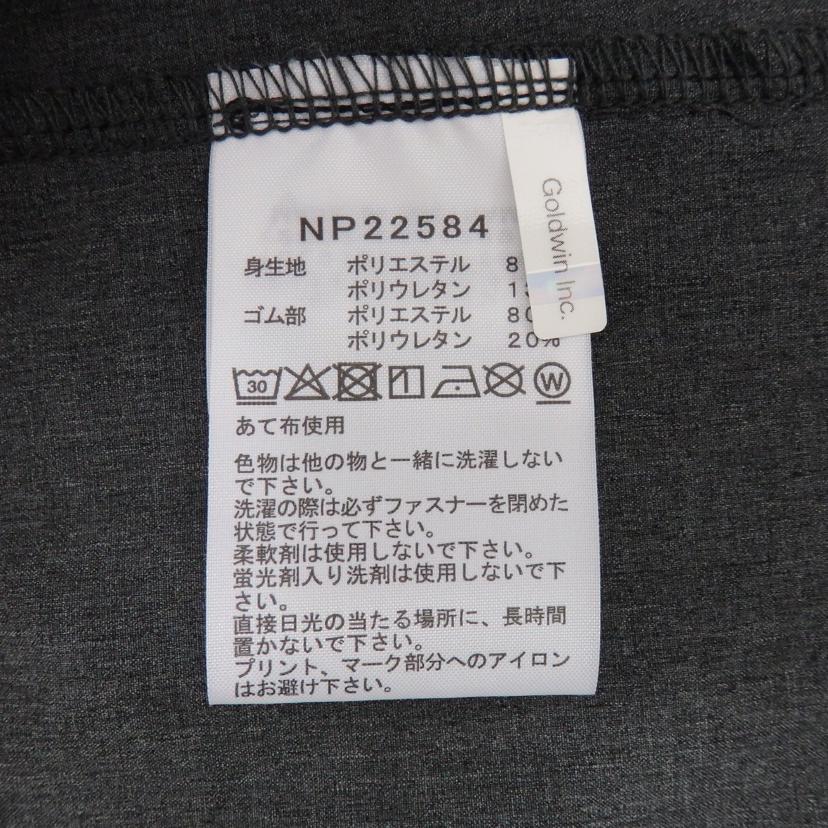 NP22584
身生地 ポリエステル 8
ポリウレタン 1
ゴム部 ポリエステル 80
ポリウレタン 20%
30
W
あて布使用
色物は他の物と一緒に洗濯しない
で下さい。
洗濯の際は必ずファスナーを閉めた
状態で行って下さい。
柔軟剤は使用しないで下さい。
蛍光剤入り洗剤は使用しないで下
さい。
直接日光の当たる場所に、長時間
置かないで下さい。
プリント、マーク部分へのアイロン
はお避け下さい。
Goldwin Inc.